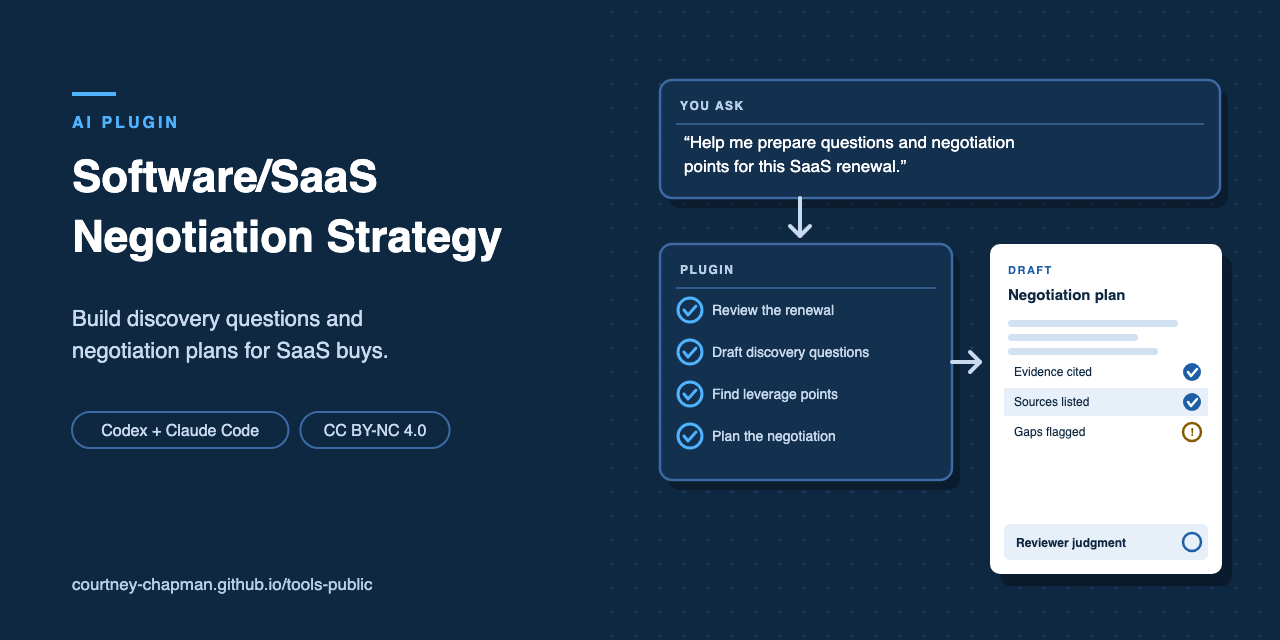 AI PLUGIN
Software/SaaS
Negotiation Strategy
Build discovery questions and
negotiation plans for SaaS buys.
Codex + Claude Code
CC BY-NC 4.0
courtney-chapman.github.io/tools-public
YOU ASK
“Help me prepare questions and negotiation
points for this SaaS renewal.”
PLUGIN
Review the renewal
Draft discovery questions
Find leverage points
Plan the negotiation
DRAFT
Negotiation plan
Evidence cited
Sources listed
Gaps flagged
!
Reviewer judgment